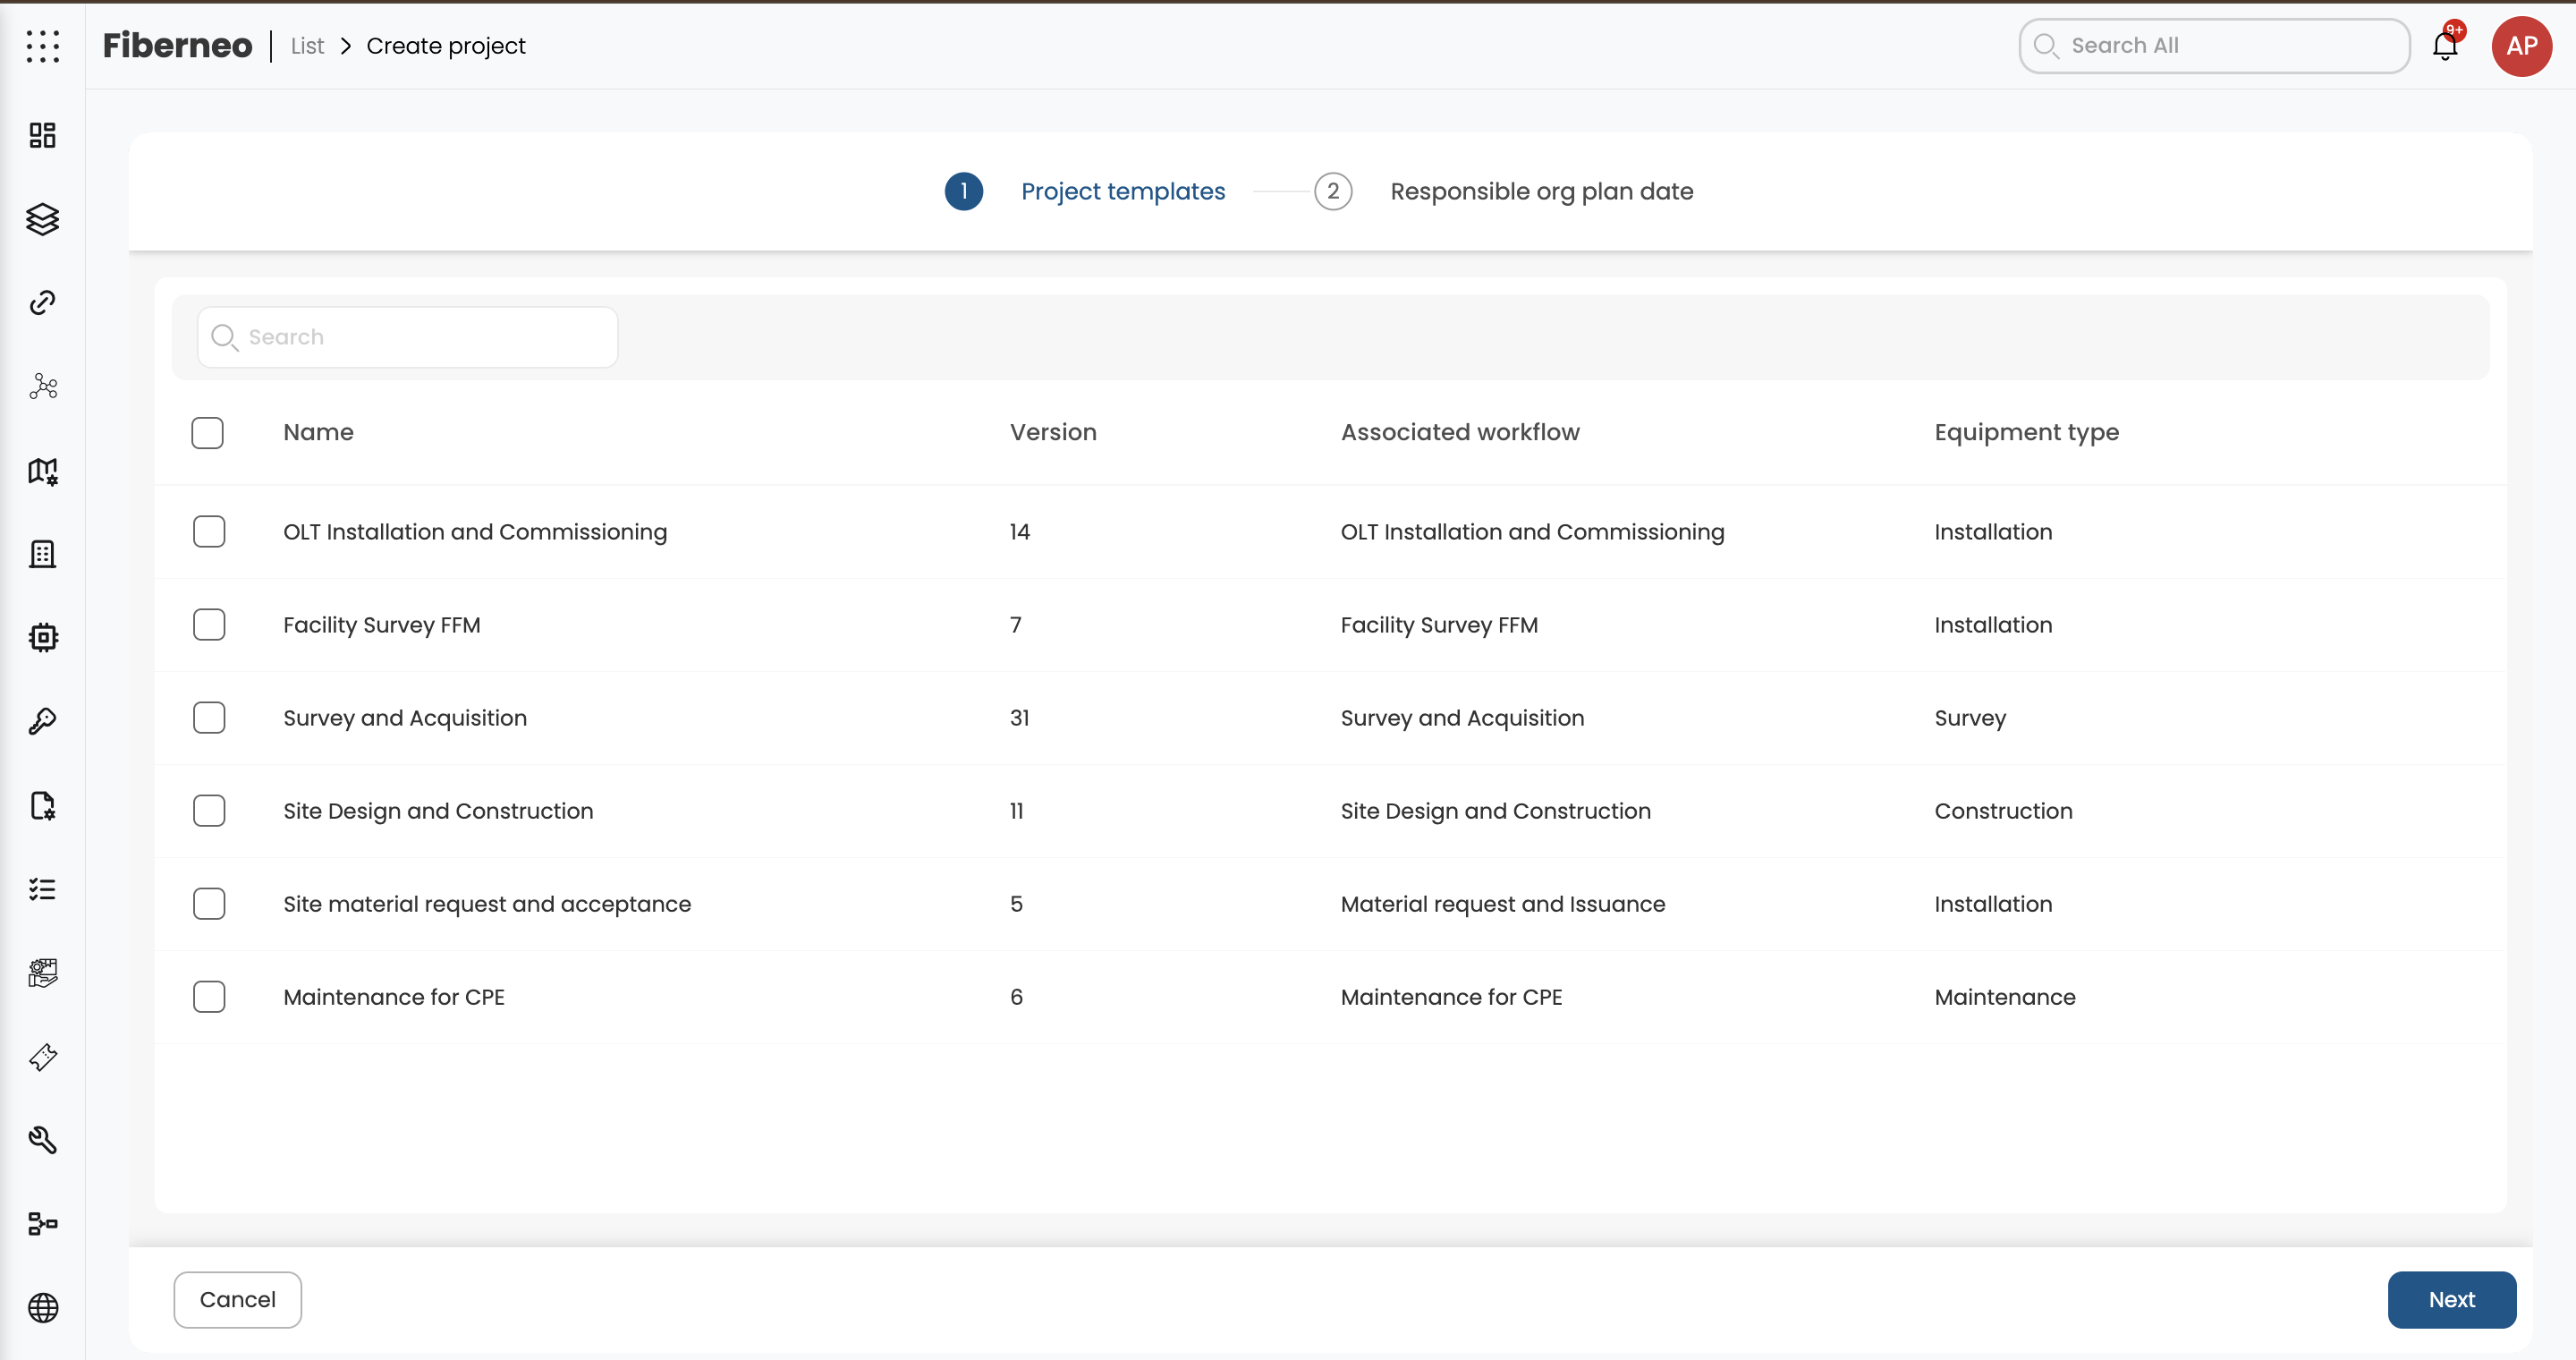 Fiberneo | List > Create project Search All 9+ AP
1 Project templates 2 Responsible org plan date
Search
Name Version Associated workflow Equipment type
OLT Installation and Commissioning 14 OLT Installation and Commissioning Installation
Facility Survey FFM 7 Facility Survey FFM Installation
Survey and Acquisition 31 Survey and Acquisition Survey
Site Design and Construction 11 Site Design and Construction Construction
Site material request and acceptance 5 Material request and Issuance Installation
Maintenance for CPE 6 Maintenance for CPE Maintenance
Cancel Next